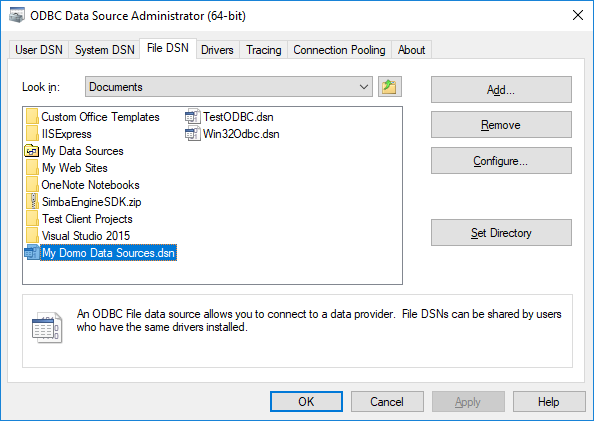 ODBC Data Source Administrator (64-bit)
User DSN System DSN File DSN Drivers Tracing Connection Pooling About
Look in: Documents
Add...
Remove
Configure...
Set Directory
Custom Office Templates
IISExpress
My Data Sources
My Web Sites
OneNote Notebooks
SimbaEngineSDK.zip
Test Client Projects
Visual Studio 2015
My Domo Data Sources.dsn
TestODBC.dsn
Win32Odbc.dsn
An ODBC File data source allows you to connect to a data provider. File DSNs can be shared by users
who have the same drivers installed.
OK Cancel Apply Help